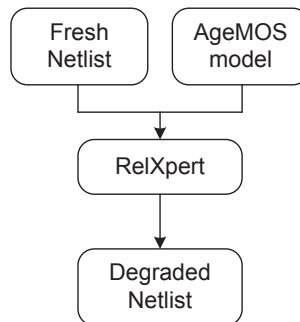 Fresh
Netlist
AgeMOS
model
RelXpert
Degraded
Netlist